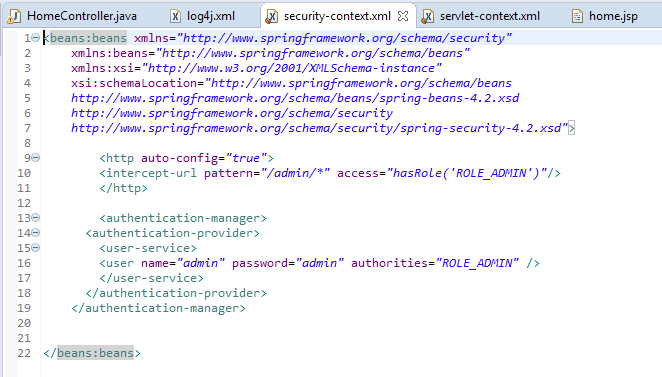 HomeController.java log4j.xml security-context.xml servlet-context.xml home.jsp
1 <beans:beans xmlns="http://www.springframework.org/schema/security"
2 xmlns:beans="http://www.springframework.org/schema/beans"
3 xmlns:xsi="http://www.w3.org/2001/XMLSchema-instance"
4 xsi:schemaLocation="http://www.springframework.org/schema/beans
5 http://www.springframework.org/schema/beans/spring-beans-4.2.xsd
6 http://www.springframework.org/schema/security
7 http://www.springframework.org/schema/security/spring-security-4.2.xsd">
8
9 <http auto-config="true">
10 <intercept-url pattern="/admin/*" access="hasRole('ROLE_ADMIN')"/>
11 </http>
12
13 <authentication-manager>
14 <authentication-provider>
15 <user-service>
16 <user name="admin" password="admin" authorities="ROLE_ADMIN" />
17 </user-service>
18 </authentication-provider>
19 </authentication-manager>
20
21
22 </beans:beans>